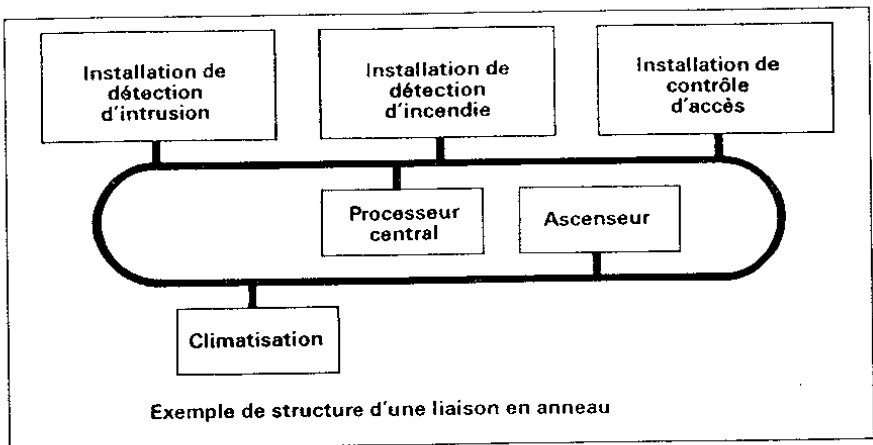 Installation de
détection
d'intrusion
Installation de
détection
d'incendie
Installation de
contrôle
d'accès
Processeur
central
Ascenseur
Climatisation
Exemple de structure d'une liaison en anneau